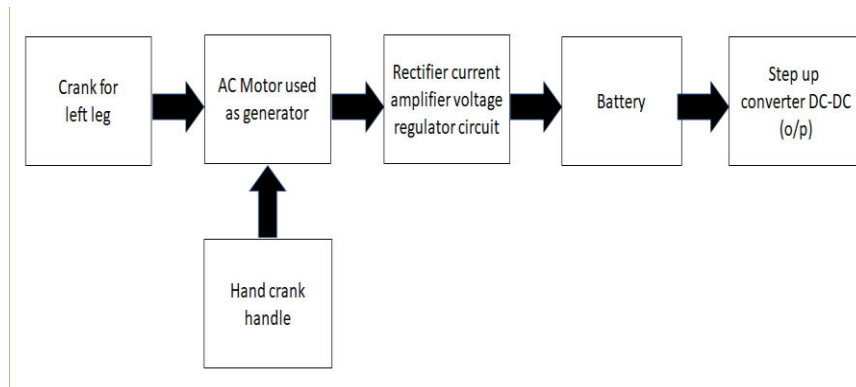 Crank for
left leg
AC Motor used
as generator
Rectifier current
amplifier voltage
regulator circuit
Battery
Step up
converter DC-DC
(o/p)
Hand crank
handle